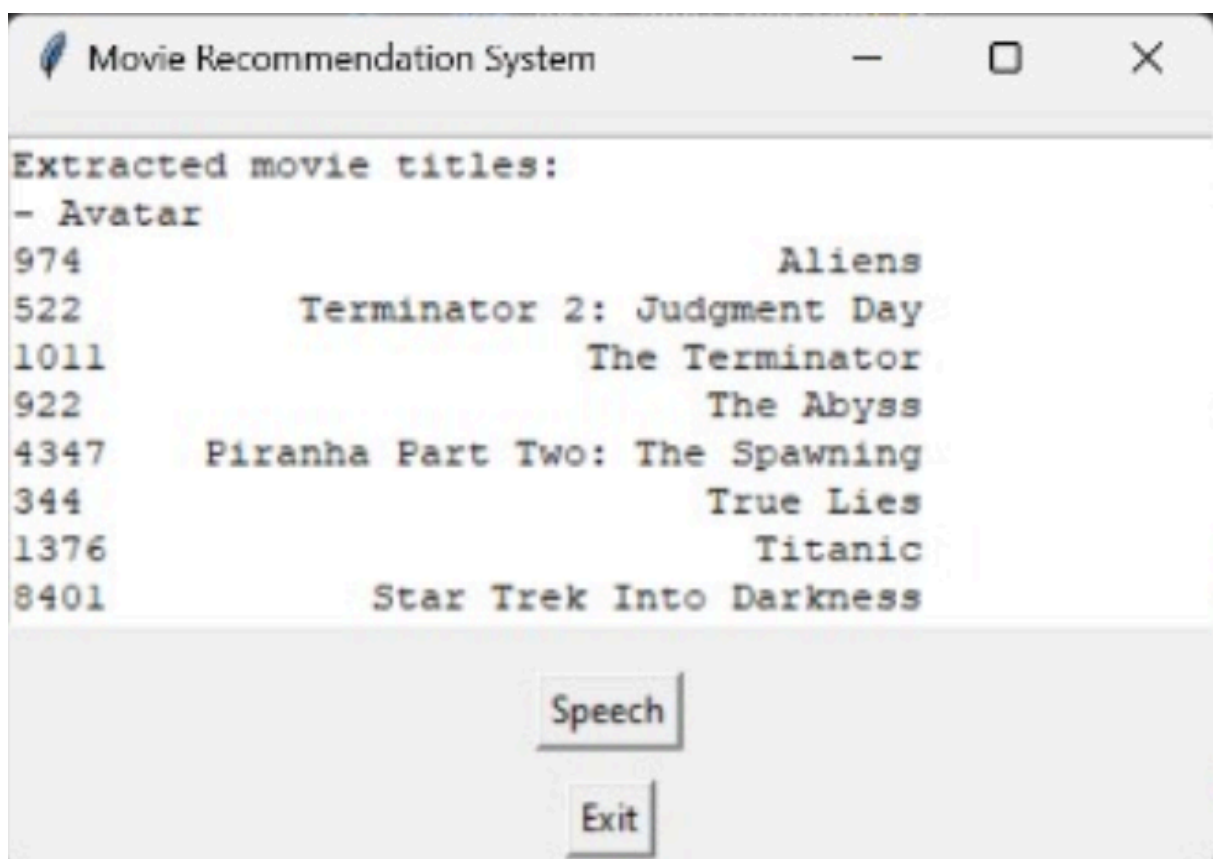 Movie Recommendation System
Extracted movie titles:
- Avatar
974 Aliens
522 Terminator 2: Judgment Day
1011 The Terminator
922 The Abyss
4347 Piranha Part Two: The Spawning
344 True Lies
1376 Titanic
8401 Star Trek Into Darkness
Speech
Exit